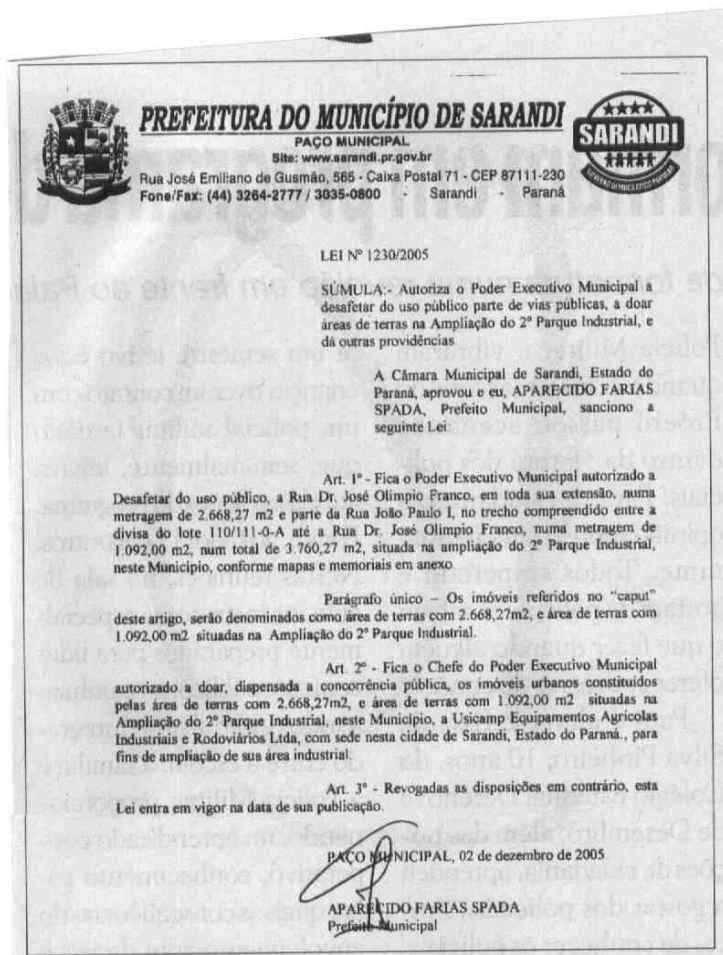 PREFEITURA DO MUNICÍPIO DE SARANDI
PAÇO MUNICIPAL
Site: www.sarandi.pr.gov.br
Rua José Emiliano de Gusmão, 565 - Caixa Postal 71 - CEP 87111-230
Fone/Fax: (44) 3264-2777 / 3035-0800 Sarandi - Paraná
SARANDI
LEI Nº 1230/2005
SÚMULA:- Autoriza o Poder Executivo Municipal a
desafetar do uso público parte de vias públicas, a doar
áreas de terras na Ampliação do 2º Parque Industrial, e
dá outras providências.
A Câmara Municipal de Sarandi, Estado do
Paraná, aprovou e eu, APARECIDO FARIAS
SPADA, Prefeito Municipal, sanciono a
seguinte Lei:
Art. 1º - Fica o Poder Executivo Municipal autorizado a
Desafetar do uso público, a Rua Dr. José Olímpio Franco, em toda sua extensão, numa
metragem de 2.668,27 m2 e parte da Rua João Paulo I, no trecho compreendido entre a
divisa do lote 110/111-0-A até a Rua Dr. José Olimpio Franco, numa metragem de
1.092,00 m2, num total de 3.760,27 m2, situada na ampliação do 2º Parque Industrial,
neste Município, conforme mapas e memoriais em anexo.
Parágrafo único – Os imóveis referidos no “caput”
deste artigo, serão denominados como área de terras com 2.668,27m2, e área de terras com
1.092,00 m2 situadas na Ampliação do 2º Parque Industrial.
Art. 2º - Fica o Chefe do Poder Executivo Municipal
autorizado a doar, dispensada a concorrência pública, os imóveis urbanos constituidos
pelas área de terras com 2.668,27m2, e área de terras com 1.092,00 m2 situadas na
Ampliação do 2º Parque Industrial, neste Município, a Usicamp Equipamentos Agrícolas
Industriais e Rodoviários Ltda, com sede nesta cidade de Sarandi, Estado do Paraná., para
fins de ampliação de sua área industrial.
Art. 3º - Revogadas as disposições em contrário, esta
Lei entra em vigor na data de sua publicação.
PAÇO MUNICIPAL, 02 de dezembro de 2005
APARECIDO FARIAS SPADA
Prefeito Municipal